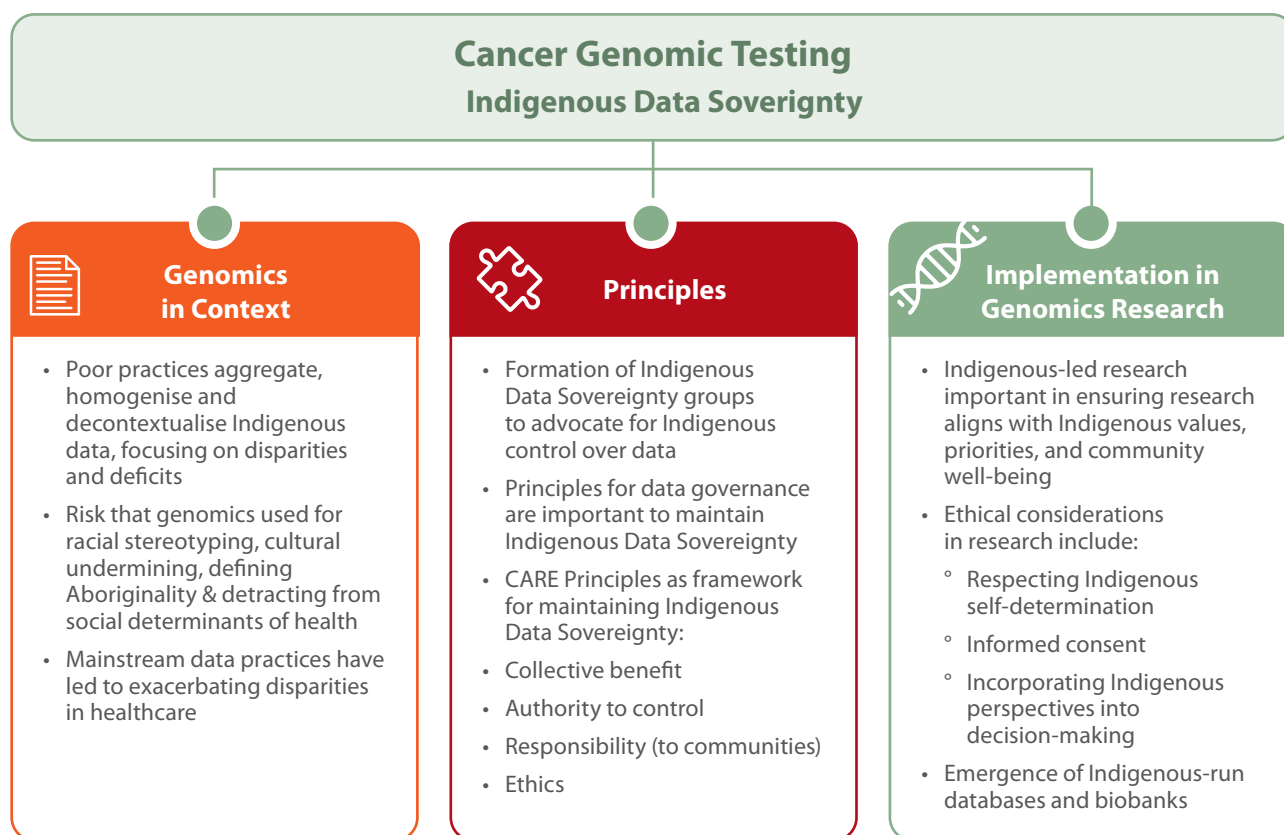 Cancer Genomic Testing
Indigenous Data Soverignty
Genomics
in Context
• Poor practices aggregate,
homogenise and
decontextualise Indigenous
data, focusing on disparities
and deficits
• Risk that genomics used for
racial stereotyping, cultural
undermining, defining
Aboriginality & detracting from
social determinants of health
• Mainstream data practices have
led to exacerbating disparities
in healthcare
Principles
• Formation of Indigenous
Data Sovereignty groups
to advocate for Indigenous
control over data
• Principles for data governance
are important to maintain
Indigenous Data Sovereignty
• CARE Principles as framework
for maintaining Indigenous
Data Sovereignty:
• Collective benefit
• Authority to control
• Responsibility (to communities)
• Ethics
Implementation in
Genomics Research
• Indigenous-led research
important in ensuring research
aligns with Indigenous values,
priorities, and community
well-being
• Ethical considerations
in research include:
° Respecting Indigenous
self-determination
° Informed consent
° Incorporating Indigenous
perspectives into
decision-making
• Emergence of Indigenous-run
databases and biobanks